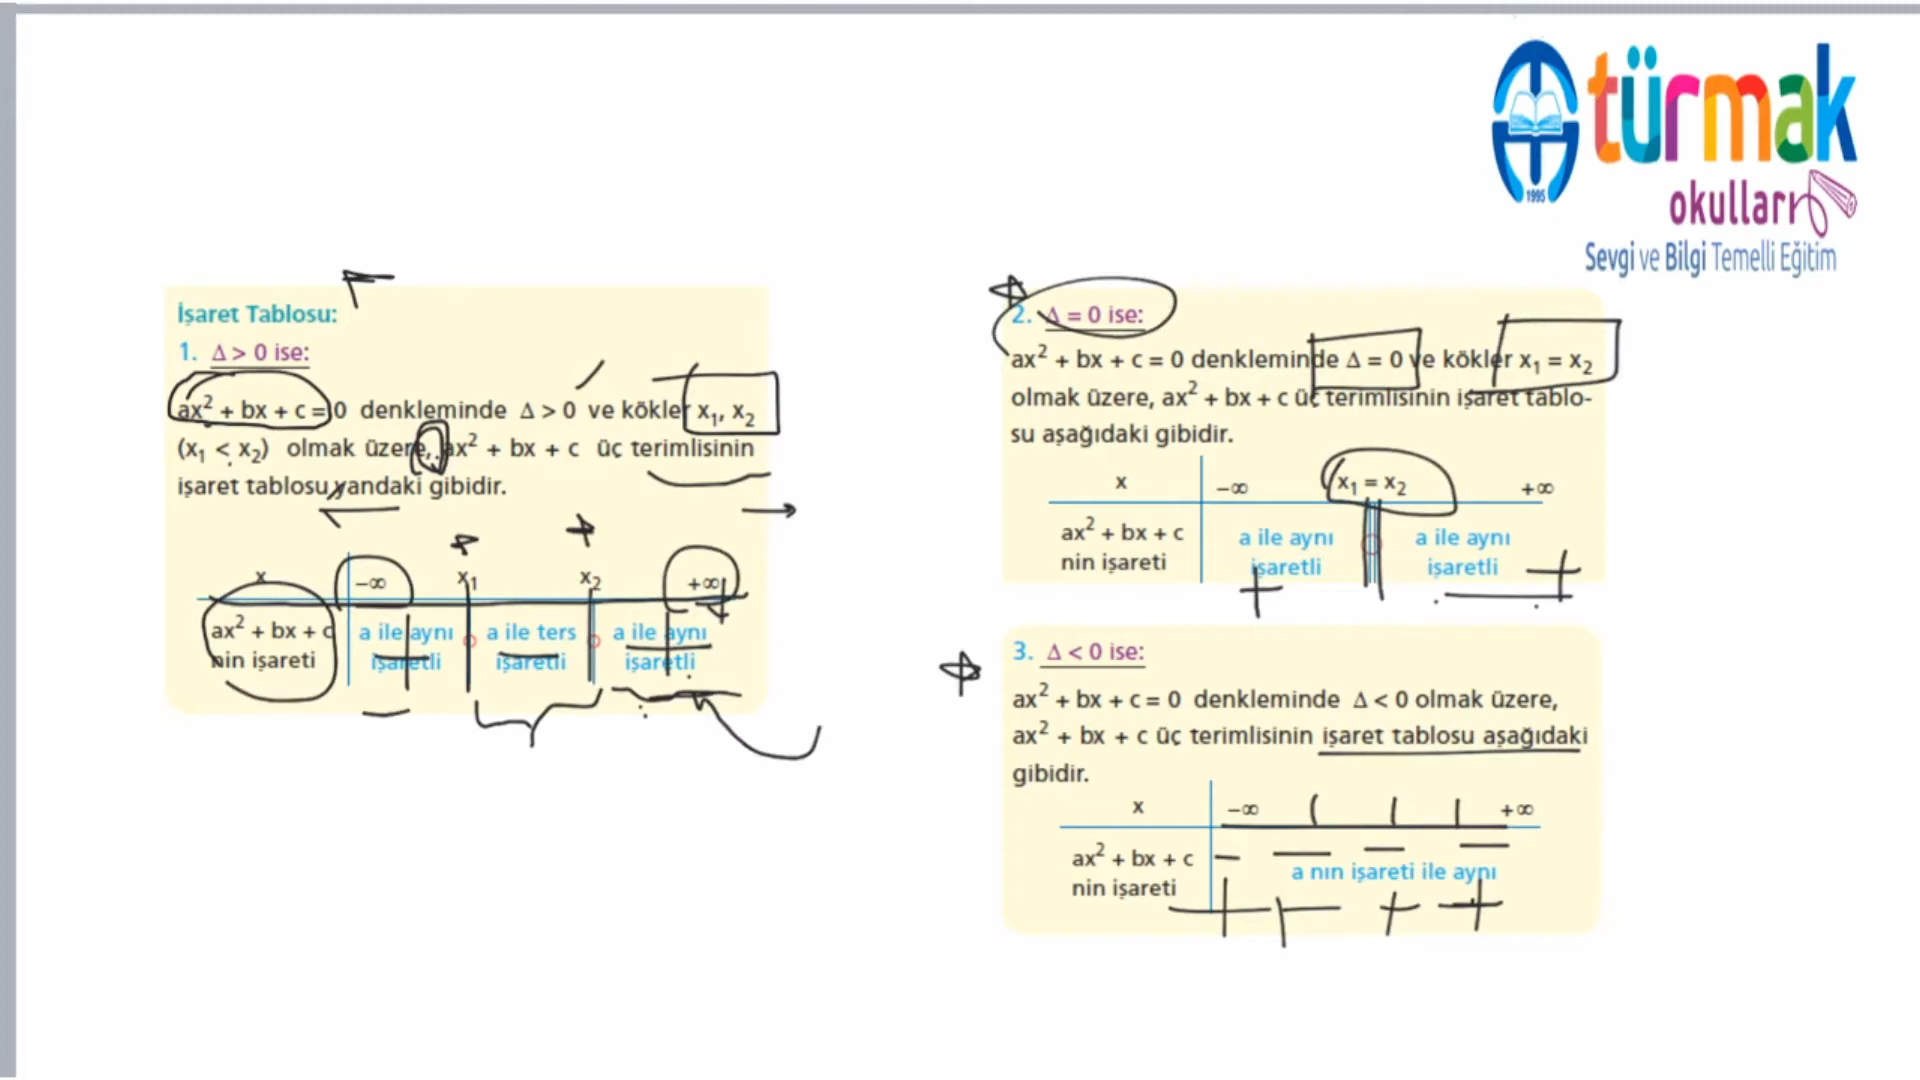 türmak
okulları
1995
Sevgi ve Bilgi Temelli Eğitim
İşaret Tablosu:
1. Δ > 0 ise:
ax² + bx + c = 0 denkleminde Δ > 0 ve kökler x₁, x₂
(x₁ < x₂) olmak üzere, ax² + bx + c üç terimlisinin
işaret tablosu yandaki gibidir.
x −∞ x₁ x₂ +∞
ax² + bx + c a ile aynı a ile ters a ile aynı
nin işareti işaretli işaretli işaretli
2. Δ = 0 ise:
ax² + bx + c = 0 denkleminde Δ = 0 ve kökler x₁ = x₂
olmak üzere, ax² + bx + c üç terimlisinin işaret tablo-
su aşağıdaki gibidir.
x −∞ x₁ = x₂ +∞
ax² + bx + c a ile aynı a ile aynı
nin işareti işaretli işaretli
3. Δ < 0 ise:
ax² + bx + c = 0 denkleminde Δ < 0 olmak üzere,
ax² + bx + c üç terimlisinin işaret tablosu aşağıdaki
gibidir.
x −∞ +∞
ax² + bx + c a nın işareti ile aynı
nin işareti